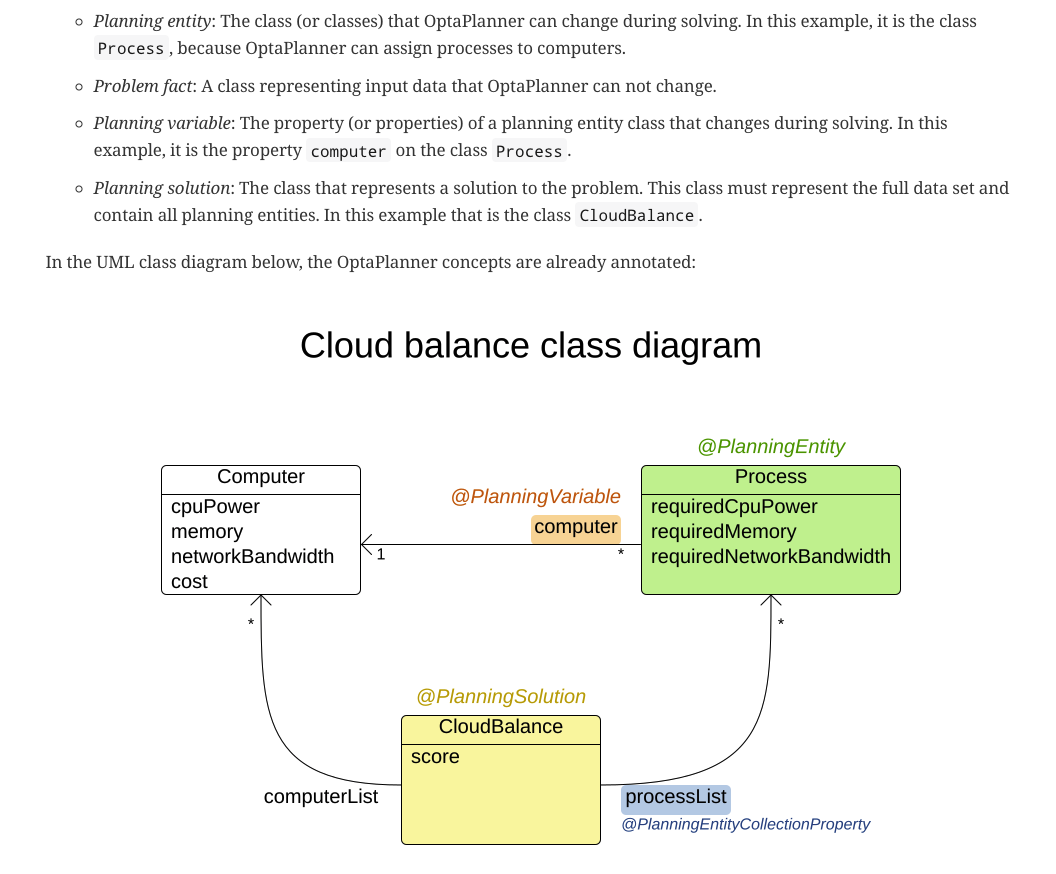 Planning entity: The class (or classes) that OptaPlanner can change during solving. In this example, it is the class
Process, because OptaPlanner can assign processes to computers.
Problem fact: A class representing input data that OptaPlanner can not change.
Planning variable: The property (or properties) of a planning entity class that changes during solving. In this
example, it is the property computer on the class Process.
Planning solution: The class that represents a solution to the problem. This class must represent the full data set and
contain all planning entities. In this example that is the class CloudBalance.
In the UML class diagram below, the OptaPlanner concepts are already annotated:
Cloud balance class diagram
@PlanningEntity
Computer
cpuPower
memory
networkBandwidth
cost
@PlanningVariable
computer
1
*
Process
requiredCpuPower
requiredMemory
requiredNetworkBandwidth
*
*
@PlanningSolution
CloudBalance
score
computerList
processList
@PlanningEntityCollectionProperty